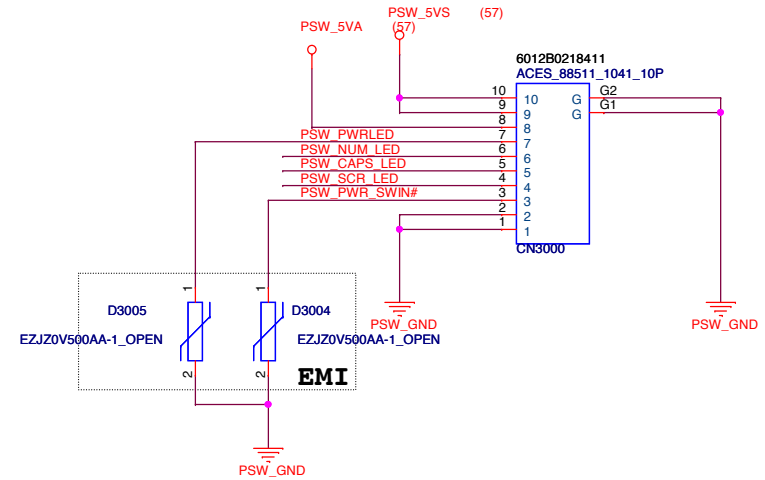 PSW_5VS (57)
PSW_5VA (57)
6012B0218411
ACES_88511_1041_10P
10 10 G G2
9 9 G G1
8 8
PSW_PWRLED 7 7
PSW_NUM_LED 6 6
PSW_CAPS_LED 5 5
PSW_SCR_LED 4 4
PSW_PWR_SWIN# 3 3
2 2
1 1
CN3000
1 1
D3005 D3004
PSW_GND PSW_GND
EZJZ0V500AA-1_OPEN EZJZ0V500AA-1_OPEN
2 2 EMI
PSW_GND